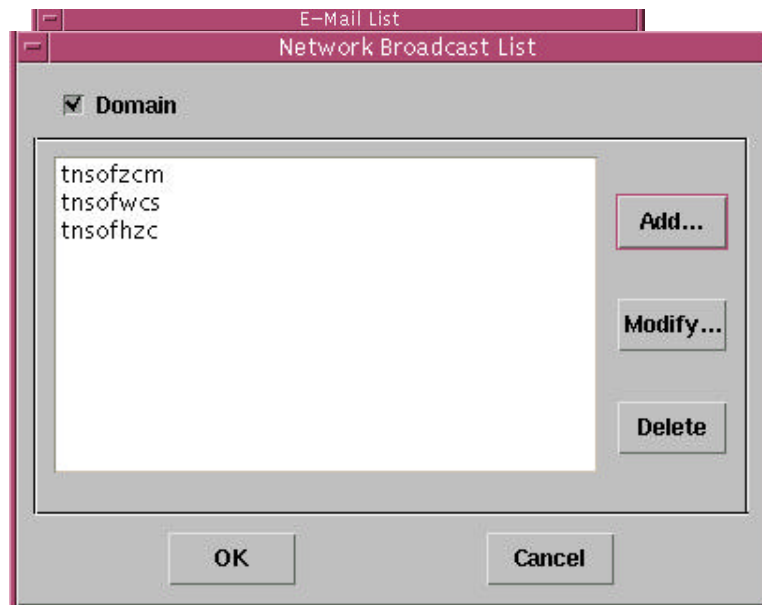 E-Mail List
Network Broadcast List
Domain
tnsofzcm
tnsofwcs
tnsofhzc
Add...
Modify...
Delete
OK
Cancel